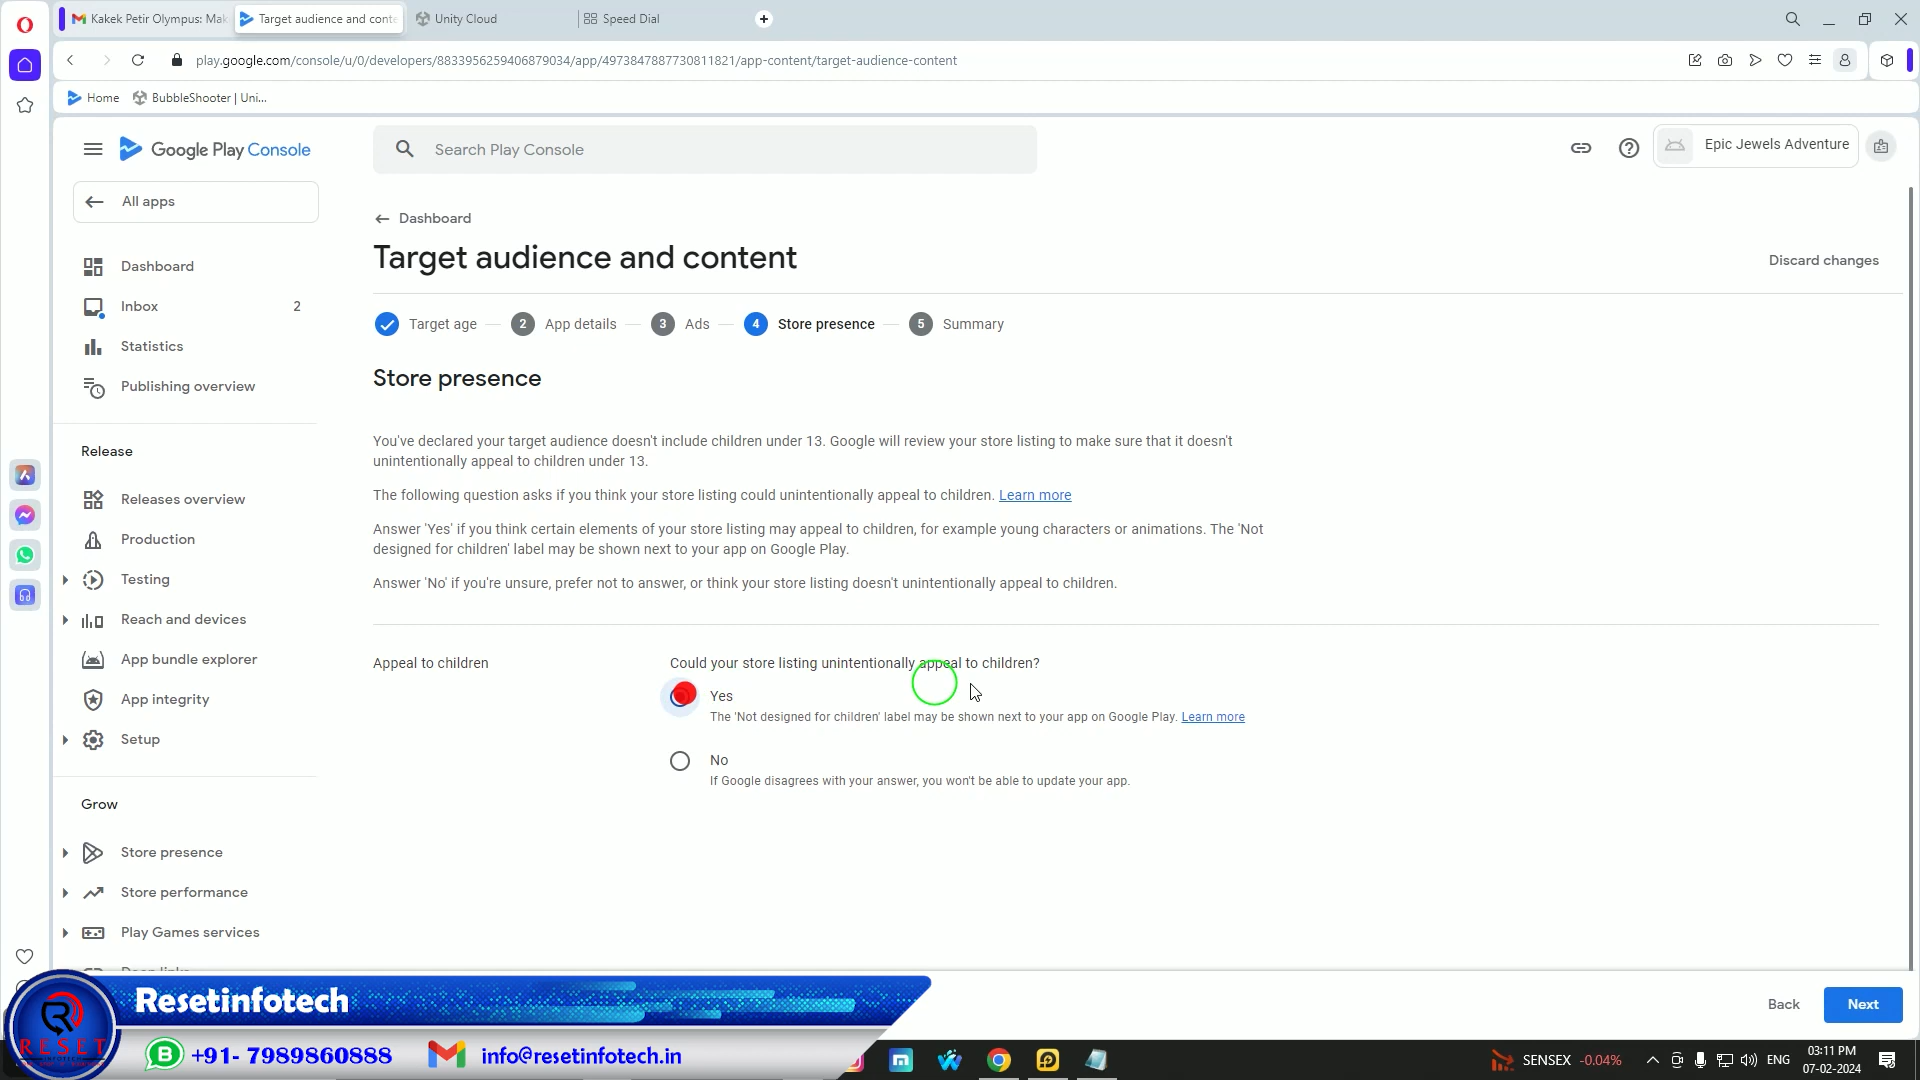 Kakek Petir Olympus: Mak
Target audience and conte
Unity Cloud
Speed Dial
play.google.com/console/u/0/developers/8833956259406879034/app/4973847887730811821/app-content/target-audience-content
Home
BubbleShooter | Uni...
Google Play Console
Search Play Console
Epic Jewels Adventure
All apps
Dashboard
Inbox 2
Statistics
Publishing overview
Release
Releases overview
Production
Testing
Reach and devices
App bundle explorer
App integrity
Setup
Grow
Store presence
Store performance
Play Games services
Dashboard
Target audience and content
Discard changes
Target age
2 App details
3 Ads
4 Store presence
5 Summary
Store presence
You've declared your target audience doesn't include children under 13. Google will review your store listing to make sure that it doesn't
unintentionally appeal to children under 13.
The following question asks if you think your store listing could unintentionally appeal to children. Learn more
Answer 'Yes' if you think certain elements of your store listing may appeal to children, for example young characters or animations. The 'Not
designed for children' label may be shown next to your app on Google Play.
Answer 'No' if you're unsure, prefer not to answer, or think your store listing doesn't unintentionally appeal to children.
Appeal to children
Could your store listing unintentionally appeal to children?
Yes
The 'Not designed for children' label may be shown next to your app on Google Play. Learn more
No
If Google disagrees with your answer, you won't be able to update your app.
Back
Next
Resetinfotech
RESET
INFOTECH
+91- 7989860888
info@resetinfotech.in
SENSEX -0.04%
ENG
03:11 PM
07-02-2024